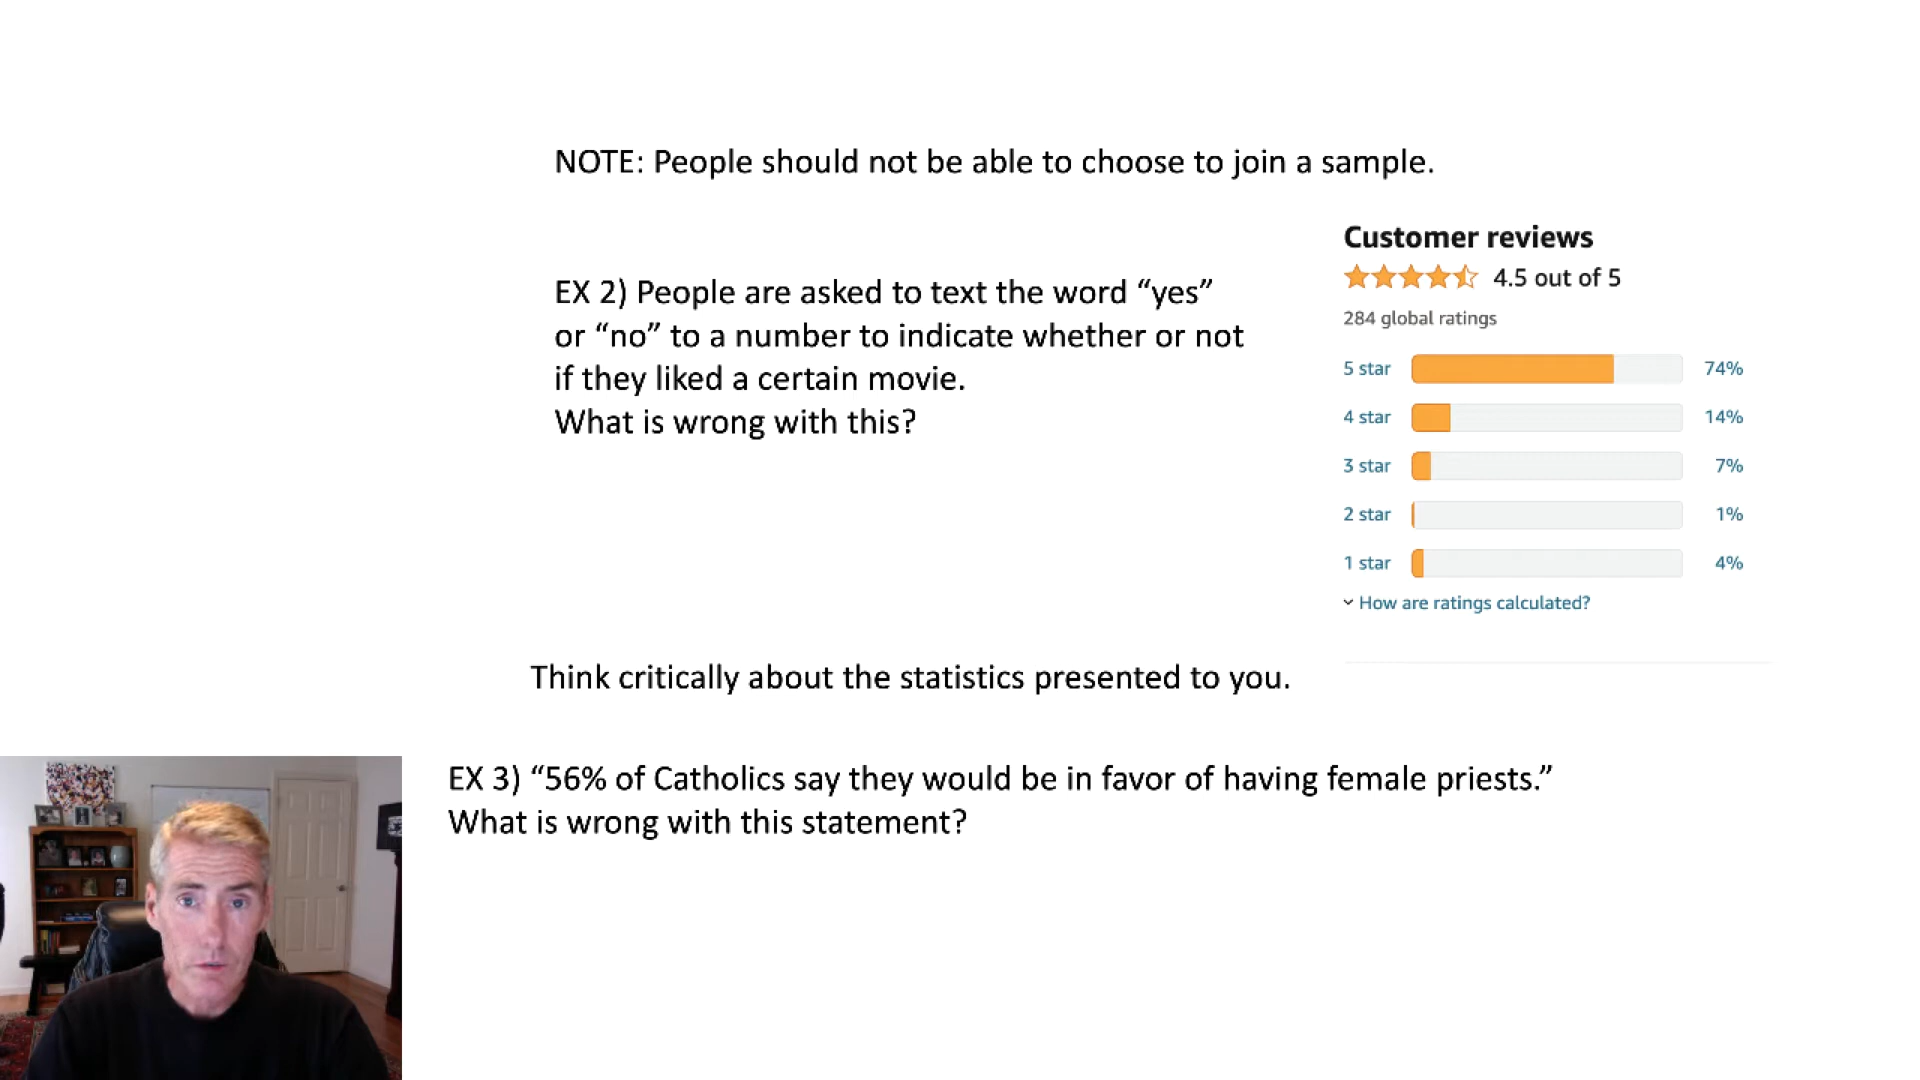 NOTE: People should not be able to choose to join a sample.
EX 2) People are asked to text the word “yes”
or “no” to a number to indicate whether or not
if they liked a certain movie.
What is wrong with this?
Customer reviews
4.5 out of 5
284 global ratings
5 star 74%
4 star 14%
3 star 7%
2 star 1%
1 star 4%
How are ratings calculated?
Think critically about the statistics presented to you.
EX 3) “56% of Catholics say they would be in favor of having female priests.”
What is wrong with this statement?